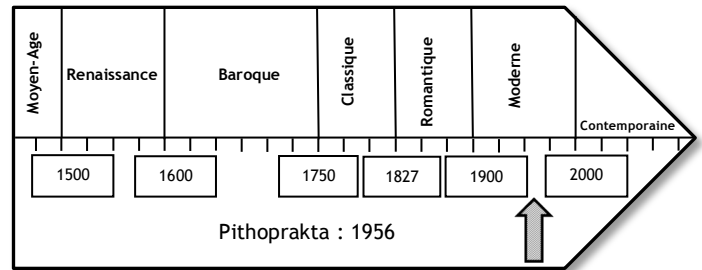 Moyen-Age
Renaissance
Baroque
Classique
Romantique
Moderne
Contemporaine
1500
1600
1750
1827
1900
2000
Pithoprakta : 1956